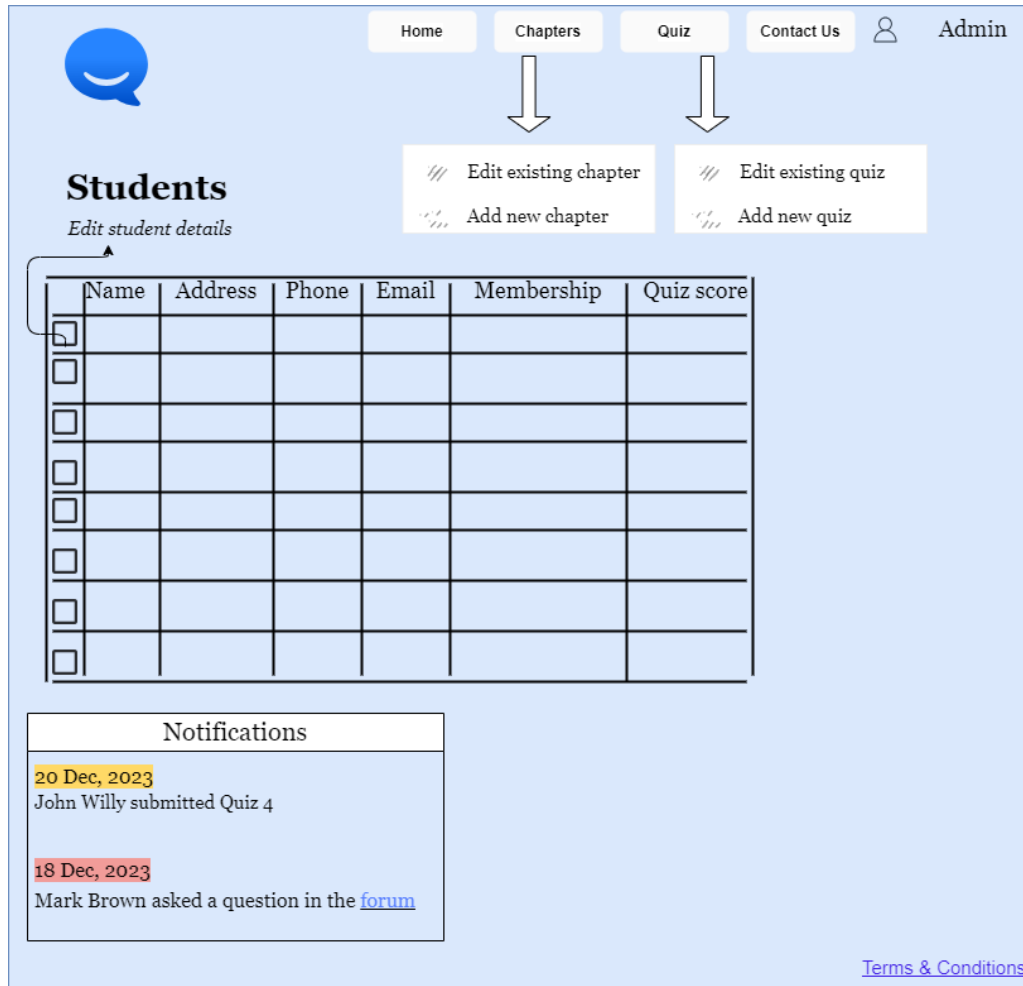 Home Chapters Quiz Contact Us Admin
Edit existing chapter
Add new chapter
Edit existing quiz
Add new quiz
Students
Edit student details
Name Address Phone Email Membership Quiz score
Notifications
20 Dec, 2023
John Willy submitted Quiz 4
18 Dec, 2023
Mark Brown asked a question in the forum
Terms & Conditions